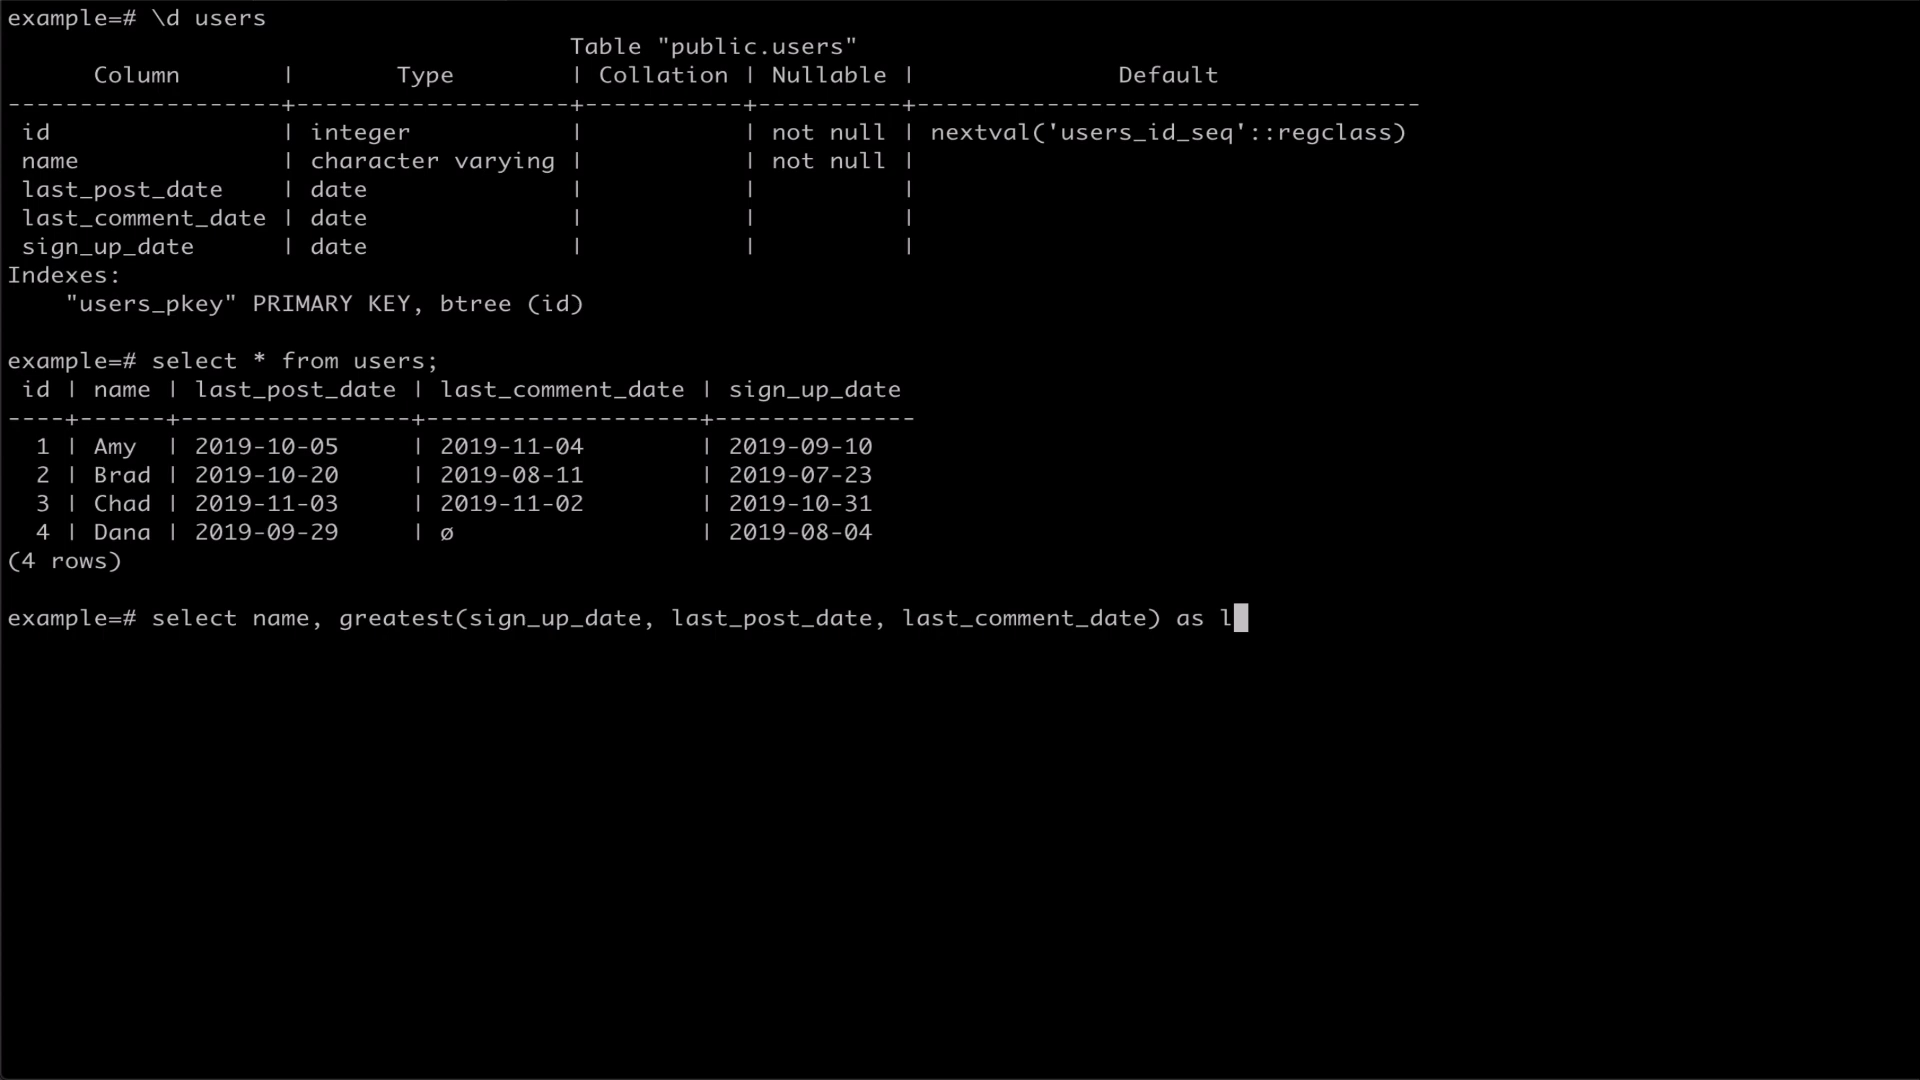 example=# \d users
                                       Table "public.users"
      Column       |       Type        | Collation | Nullable |              Default
-------------------+-------------------+-----------+----------+-----------------------------------
 id                | integer           |           | not null | nextval('users_id_seq'::regclass)
 name              | character varying |           | not null |
 last_post_date    | date              |           |          |
 last_comment_date | date              |           |          |
 sign_up_date      | date              |           |          |
Indexes:
    "users_pkey" PRIMARY KEY, btree (id)

example=# select * from users;
 id | name | last_post_date | last_comment_date | sign_up_date
----+------+----------------+-------------------+--------------
  1 | Amy  | 2019-10-05     | 2019-11-04        | 2019-09-10
  2 | Brad | 2019-10-20     | 2019-08-11        | 2019-07-23
  3 | Chad | 2019-11-03     | 2019-11-02        | 2019-10-31
  4 | Dana | 2019-09-29     | ø                 | 2019-08-04
(4 rows)

example=# select name, greatest(sign_up_date, last_post_date, last_comment_date) as l